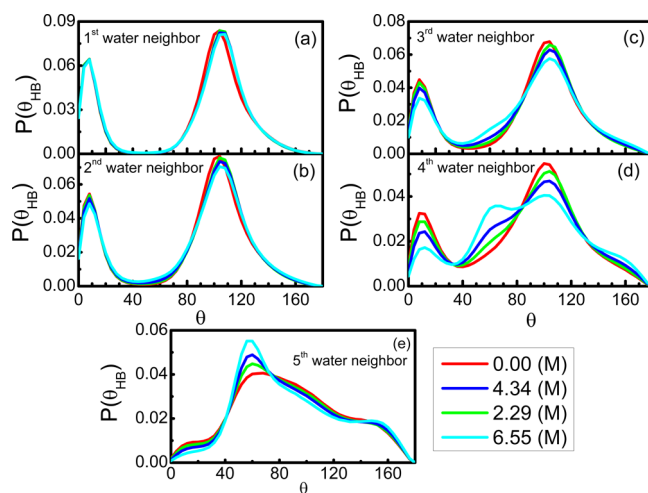 0.09
0.06
0.03
0.00
P(θHB)
1st water neighbor
(a)
0.06
0.04
0.02
0.00
P(θHB)
2nd water neighbor
(b)
0 40 80 120 160
θ
0.08
0.06
0.04
0.02
0.00
P(θHB)
3rd water neighbor
(c)
0.06
0.04
0.02
0.00
P(θHB)
4th water neighbor
(d)
0 40 80 120 160
θ
0.06
0.04
0.02
0.00
P(θHB)
5th water neighbor
(e)
0 40 80 120 160
θ
0.00 (M)
4.34 (M)
2.29 (M)
6.55 (M)